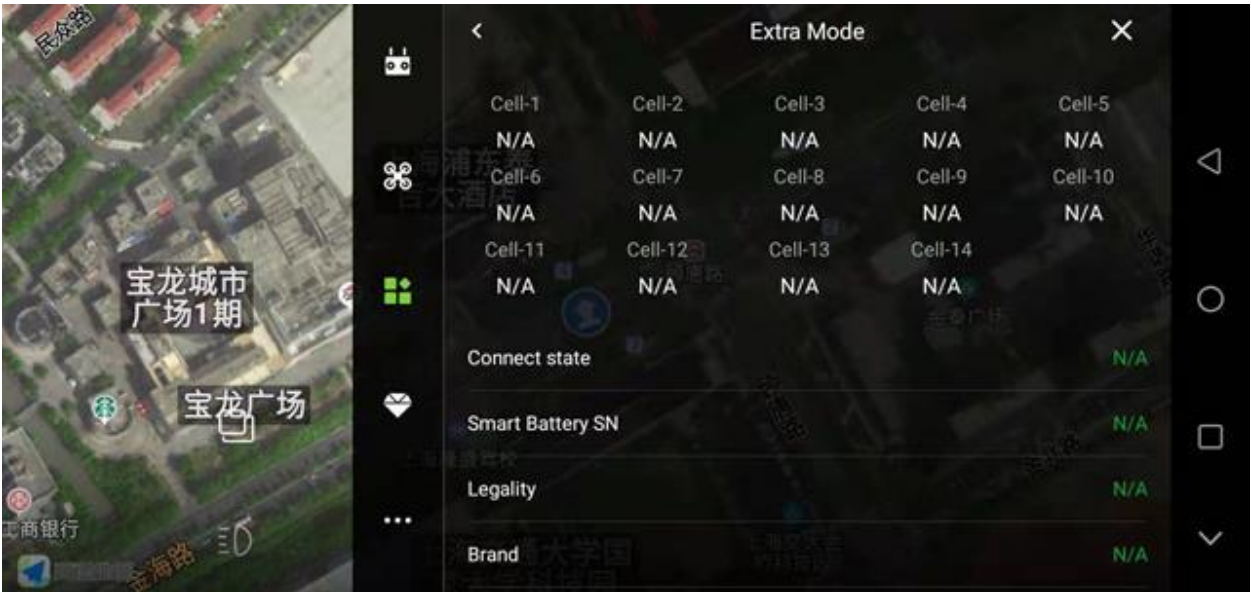 民众路
宝龙城市
广场1期
宝龙广场
工商银行
金海路
Extra Mode
Cell-1 Cell-2 Cell-3 Cell-4 Cell-5
N/A N/A N/A N/A N/A
Cell-6 Cell-7 Cell-8 Cell-9 Cell-10
N/A N/A N/A N/A N/A
Cell-11 Cell-12 Cell-13 Cell-14
N/A N/A N/A N/A
Connect state N/A
Smart Battery SN N/A
Legality N/A
Brand N/A